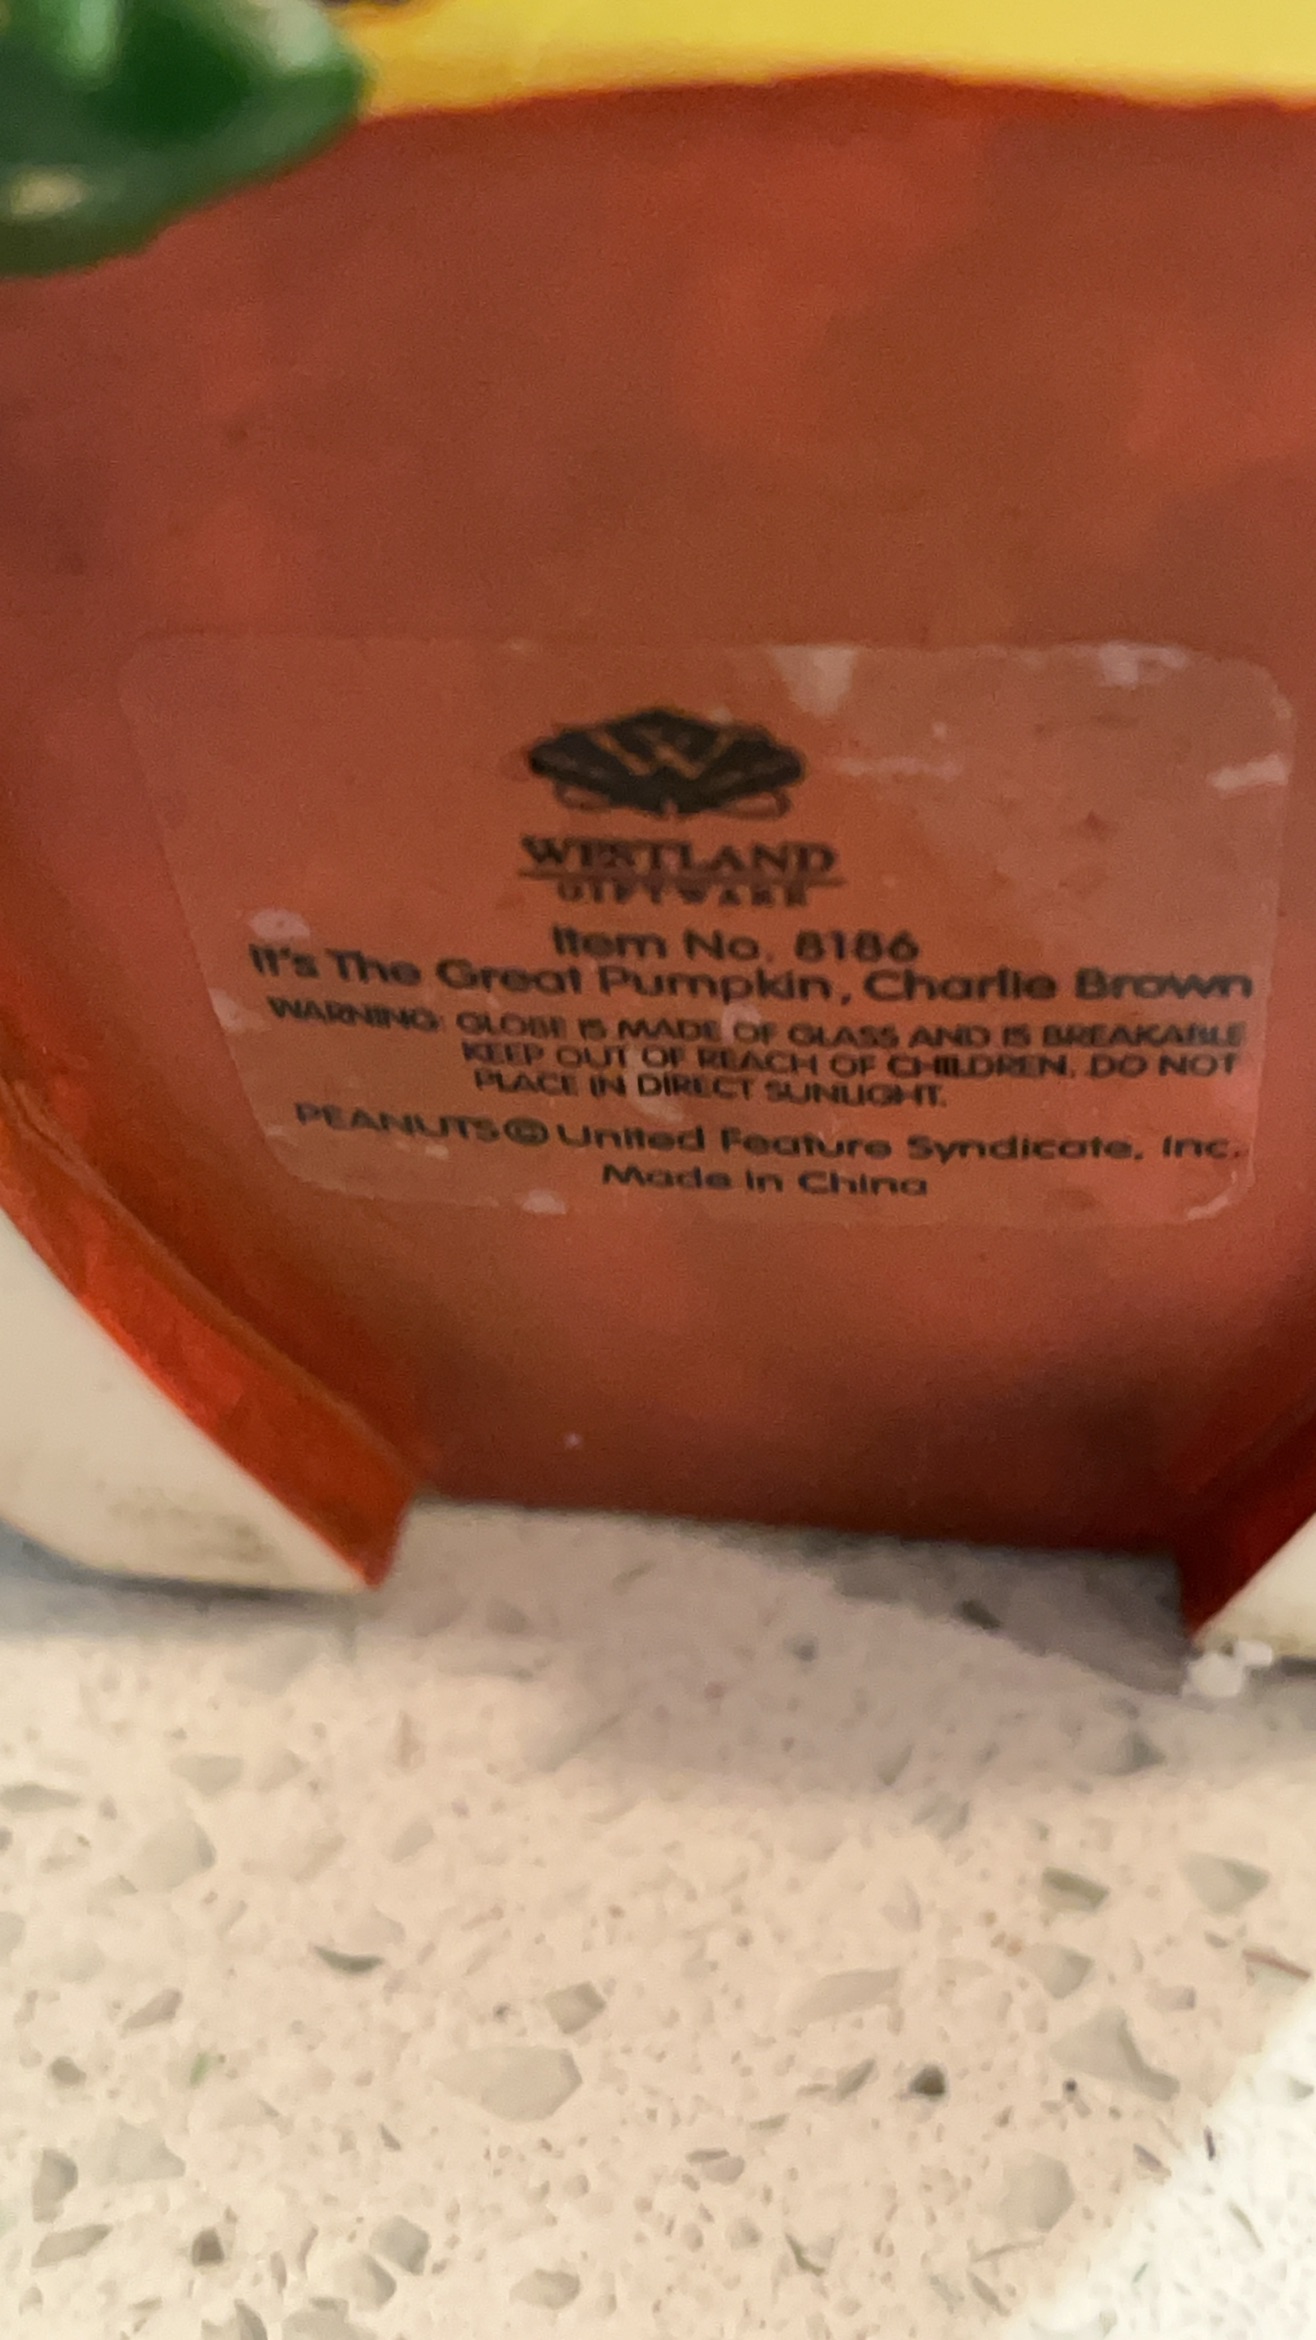 W
WESTLAND
GIFTWARE
Item No. 8186
It's The Great Pumpkin, Charlie Brown
WARNING: GLOBE IS MADE OF GLASS AND IS BREAKABLE
KEEP OUT OF REACH OF CHILDREN. DO NOT
PLACE IN DIRECT SUNLIGHT.
PEANUTS © United Feature Syndicate, Inc.
Made in China